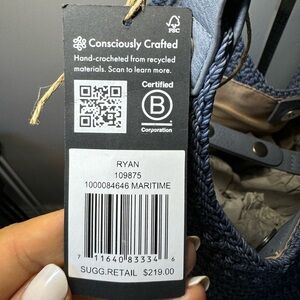 FSC
Consciously Crafted
Hand-crocheted from recycled
materials. Scan to learn more.
Certified
B
Corporation
RYAN
109875
1000084646 MARITIME
7 11640 83334 6
SUGG.RETAIL $219.00